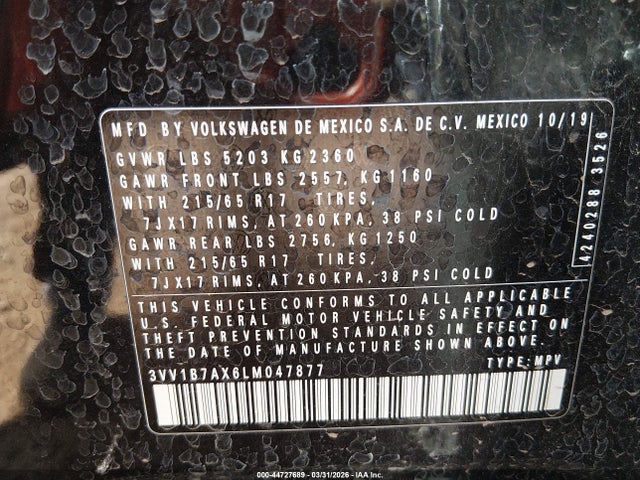 MFD BY VOLKSWAGEN DE MEXICO S.A. DE C.V. MEXICO 10/19
GVWR LBS 5203 KG 2360
GAWR FRONT LBS 2557, KG 1160
WITH 215/65 R17 TIRES,
7JX17 RIMS, AT 260 KPA, 38 PSI COLD
GAWR REAR LBS 2756, KG 1250
WITH 215/65 R17 TIRES,
7JX17 RIMS, AT 260 KPA, 38 PSI COLD
THIS VEHICLE CONFORMS TO ALL APPLICABLE
U.S. FEDERAL MOTOR VEHICLE SAFETY AND
THEFT PREVENTION STANDARDS IN EFFECT ON
THE DATE OF MANUFACTURE SHOWN ABOVE.
3VV1B7AX6LM047877 TYPE: MPV
4240288 3526
000-44727689 - 03/31/2026 - IAA Inc.